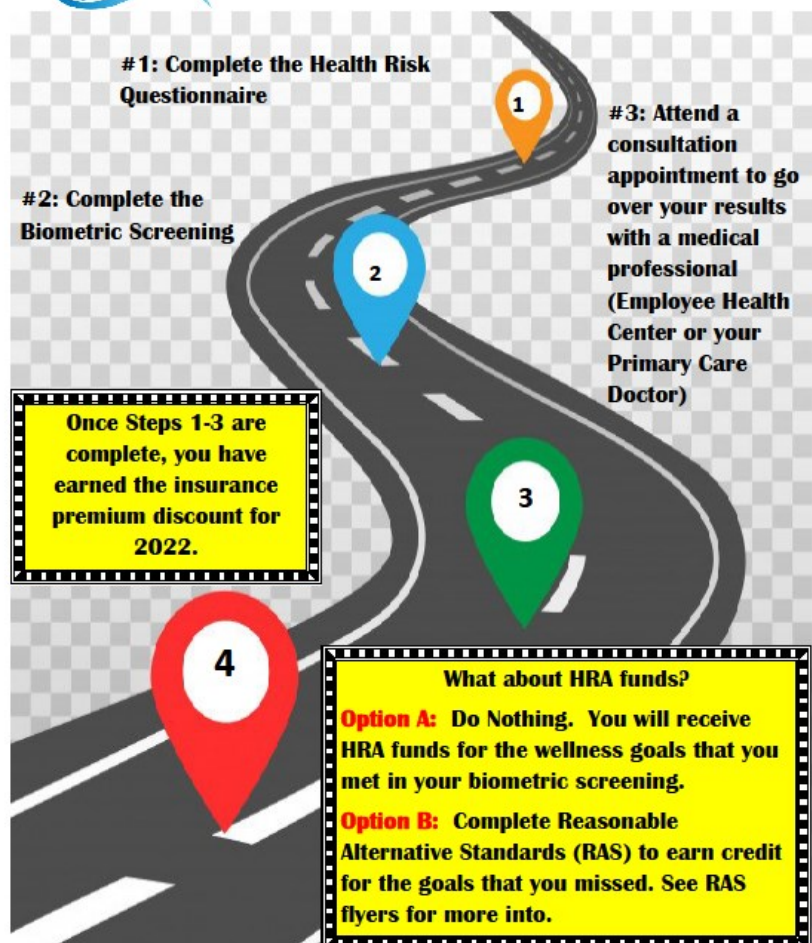 #1: Complete the Health Risk
Questionnaire
1
#3: Attend a
consultation
appointment to go
over your results
with a medical
professional
(Employee Health
Center or your
Primary Care
Doctor)
#2: Complete the
Biometric Screening
2
Once Steps 1-3 are
complete, you have
earned the insurance
premium discount for
2022.
3
4
What about HRA funds?
Option A: Do Nothing. You will receive
HRA funds for the wellness goals that you
met in your biometric screening.
Option B: Complete Reasonable
Alternative Standards (RAS) to earn credit
for the goals that you missed. See RAS
flyers for more into.